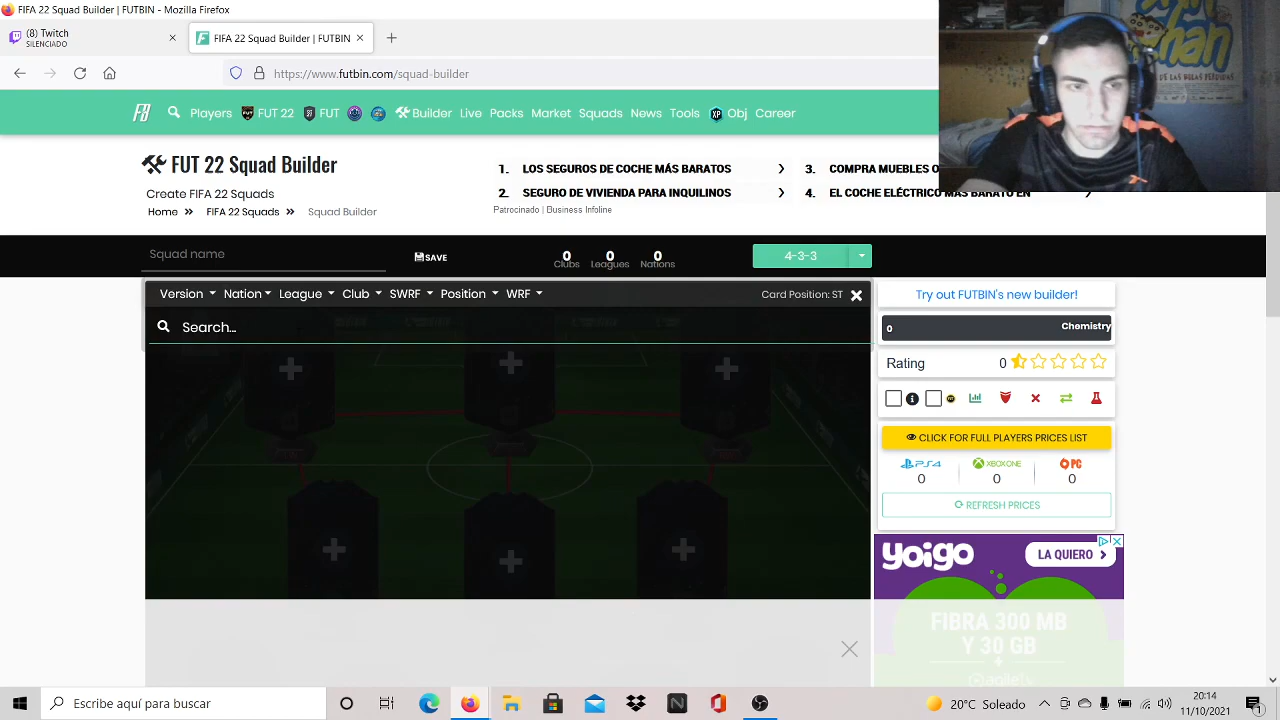 FIFA 22 Squad Builder | FUTBIN - Mozilla Firefox
(8) Twitch
SILENCIADO
FIFA 22 Squad Builder | FUTBIN
https://www.futbin.com/squad-builder
Players FUT 22 FUT Builder Live Packs Market Squads News Tools XP Obj Career
FUT 22 Squad Builder
Create FIFA 22 Squads
Home FIFA 22 Squads Squad Builder
1. LOS SEGUROS DE COCHE MÁS BARATOS
2. SEGURO DE VIVIENDA PARA INQUILINOS
3. COMPRA MUEBLES
4. EL COCHE ELÉCTRICO MÁS BARATO EN
Patrocinado | Business Infoline
Squad name
SAVE
0 Clubs
0 Leagues
0 Nations
4-3-3
Version Nation League Club SWRF Position WRF Card Position: ST
Search...
Try out FUTBIN's new builder!
0 Chemistry
Rating 0
CLICK FOR FULL PLAYERS PRICES LIST
PS4 XBOX ONE PC
0 0 0
REFRESH PRICES
yoigo
LA QUIERO
FIBRA 300 MB
Y 30 GB
agile
Escribe aquí para buscar
20°C Soleado
20:14
11/10/2021
1